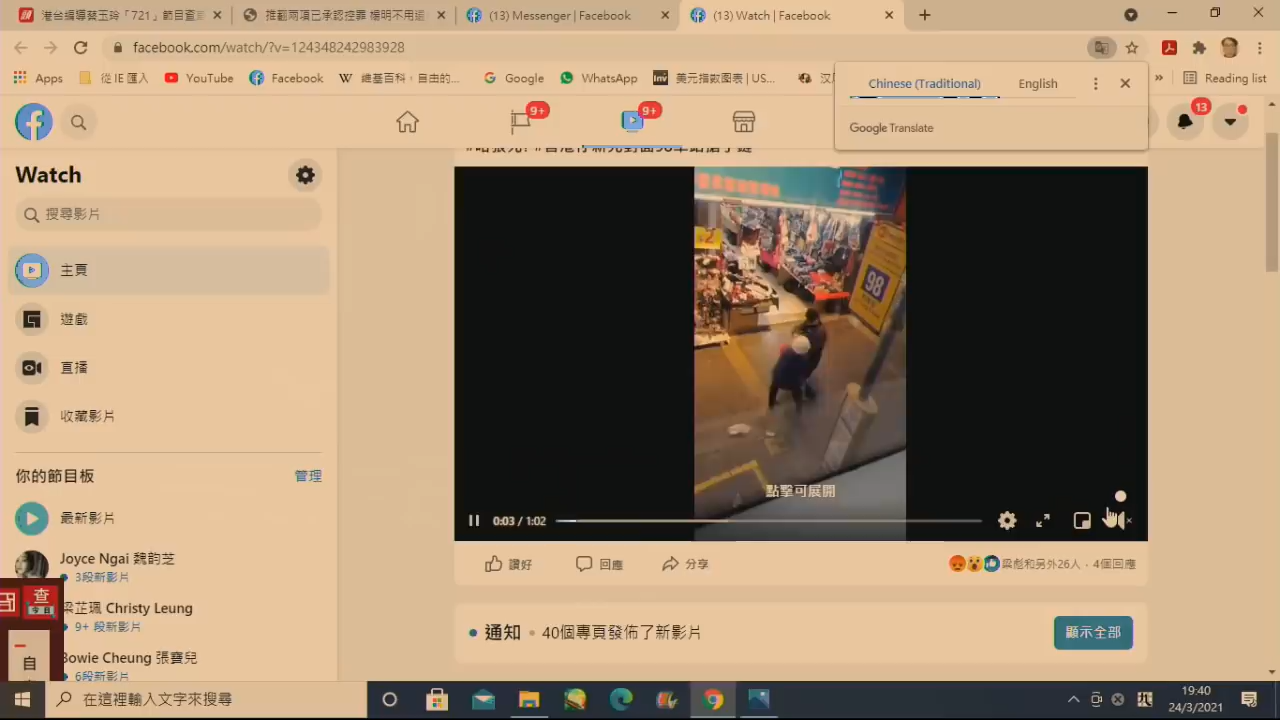 港台編導蔡玉玲「721」節目查
推翻兩項已承認控罪 楊明不用還
(13) Messenger | Facebook
(13) Watch | Facebook
facebook.com/watch/?v=124348242983928
Apps
從 IE 匯入
YouTube
Facebook
維基百科，自由的...
Google
WhatsApp
美元指數圖表 | US...
Reading list
Chinese (Traditional)
English
Google Translate
9+
9+
13
Watch
搜尋影片
主頁
遊戲
直播
收藏影片
你的節目板
管理
最新影片
Joyce Ngai 魏韵芝
3段新影片
梁芷珮 Christy Leung
9+ 段新影片
Bowie Cheung 張寶兒
6段新影片
查
自
98
點擊可展開
0:03 / 1:02
讚好
回應
分享
梁彪和另外26人
4個回應
通知
40個專頁發佈了新影片
顯示全部
在這裡輸入文字來搜尋
19:40
24/3/2021